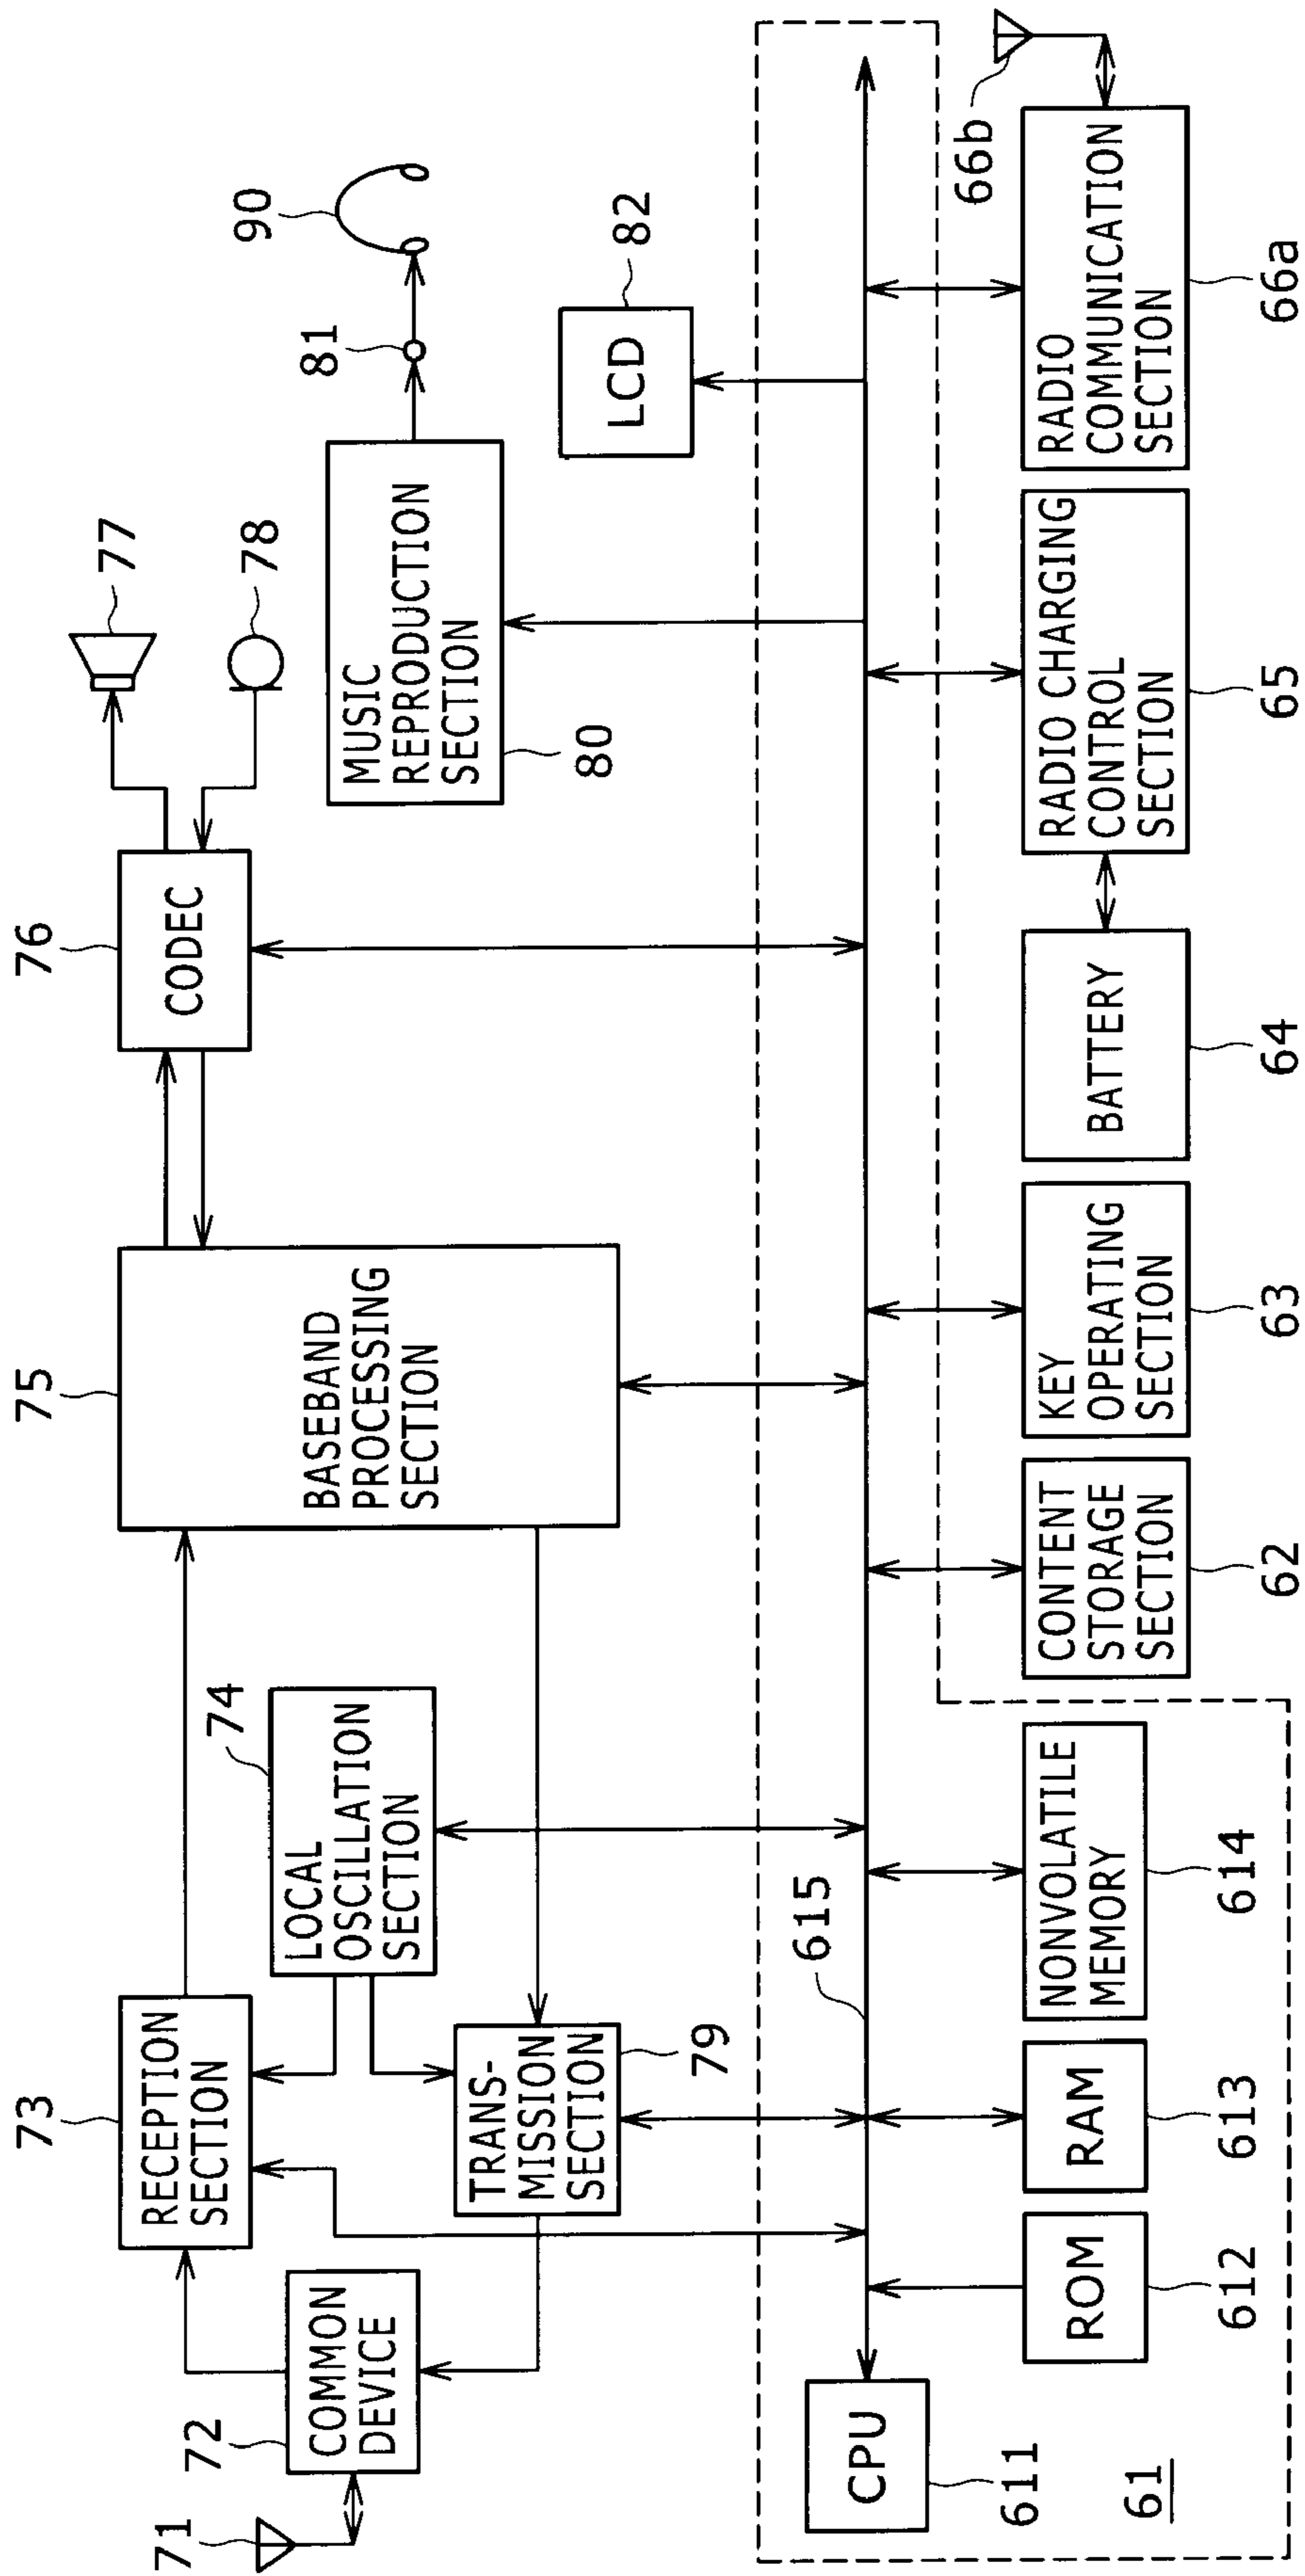 71
72
COMMON
DEVICE
73
RECEPTION
SECTION
74
LOCAL
OSCILLATION
SECTION
79
TRANS-
MISSION
SECTION
75
BASEBAND
PROCESSING
SECTION
76
CODEC
77
78
MUSIC
REPRODUCTION
SECTION
80
81
90
LCD
82
615
CPU
611
61
ROM
612
RAM
613
NONVOLATILE
MEMORY
614
CONTENT
STORAGE
SECTION
62
KEY
OPERATING
SECTION
63
BATTERY
64
RADIO CHARGING
CONTROL
SECTION
65
RADIO
COMMUNICATION
SECTION
66a
66b